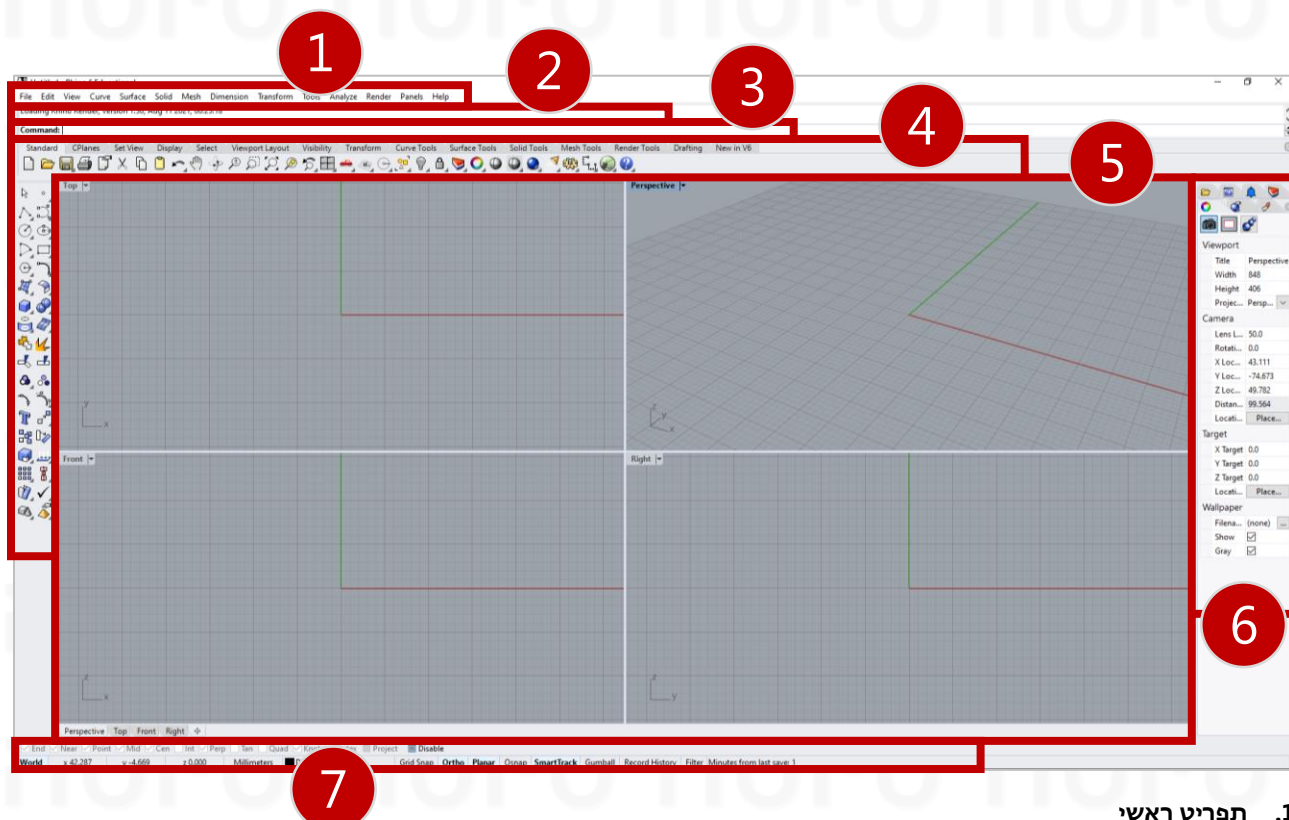 1
2
3
4
5
6
7
File Edit View Curve Surface Solid Mesh Dimension Transform Tools Analyze Render Panels Help
Command:
Standard CPlanes Set View Display Select Viewport Layout Visibility Transform Curve Tools Surface Tools Solid Tools Mesh Tools Render Tools Drafting New in V6
Top
Perspective
y
x
z
y
x
Front
Right
z
x
z
y
Viewport
Title Perspective
Width 848
Height 406
Projec... Persp...
Camera
Lens L... 50.0
Rotati... 0.0
X Loc... 43.111
Y Loc... -74.673
Z Loc... 49.782
Distan... 99.564
Locati... Place...
Target
X Target 0.0
Y Target 0.0
Z Target 0.0
Locati... Place...
Wallpaper
Filena... (none) ...
Show
Gray
Perspective Top Front Right
End Near Point Mid Cen Int Perp Tan Quad Project Disable
World x 42.287 y -4.669 z 0.000 Millimeters Grid Snap Ortho Planar Osnap SmartTrack Gumball Record History Filter Minutes from last save: 1
1. תפריט ראשי